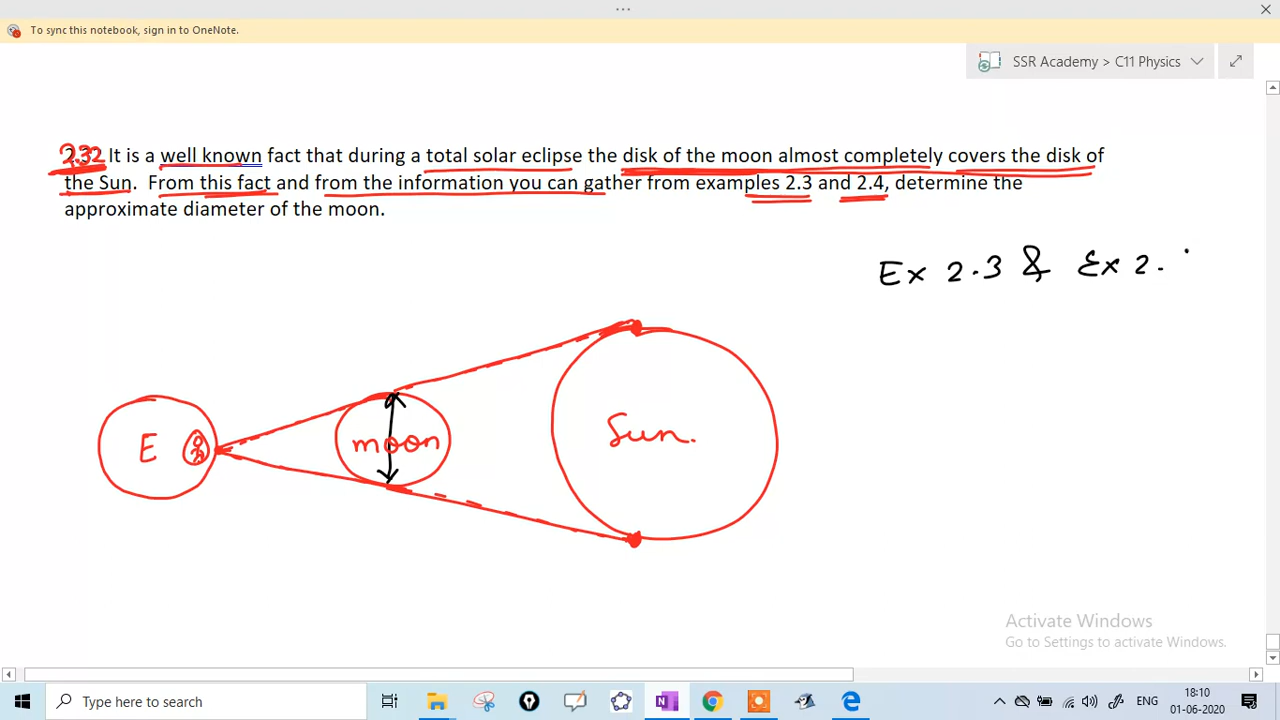 To sync this notebook, sign in to OneNote.
SSR Academy > C11 Physics
2.32 It is a well known fact that during a total solar eclipse the disk of the moon almost completely covers the disk of
the Sun. From this fact and from the information you can gather from examples 2.3 and 2.4, determine the
approximate diameter of the moon.
Ex 2.3 & Ex 2.
E
moon
Sun.
Activate Windows
Go to Settings to activate Windows.
Type here to search
ENG
18:10
01-06-2020